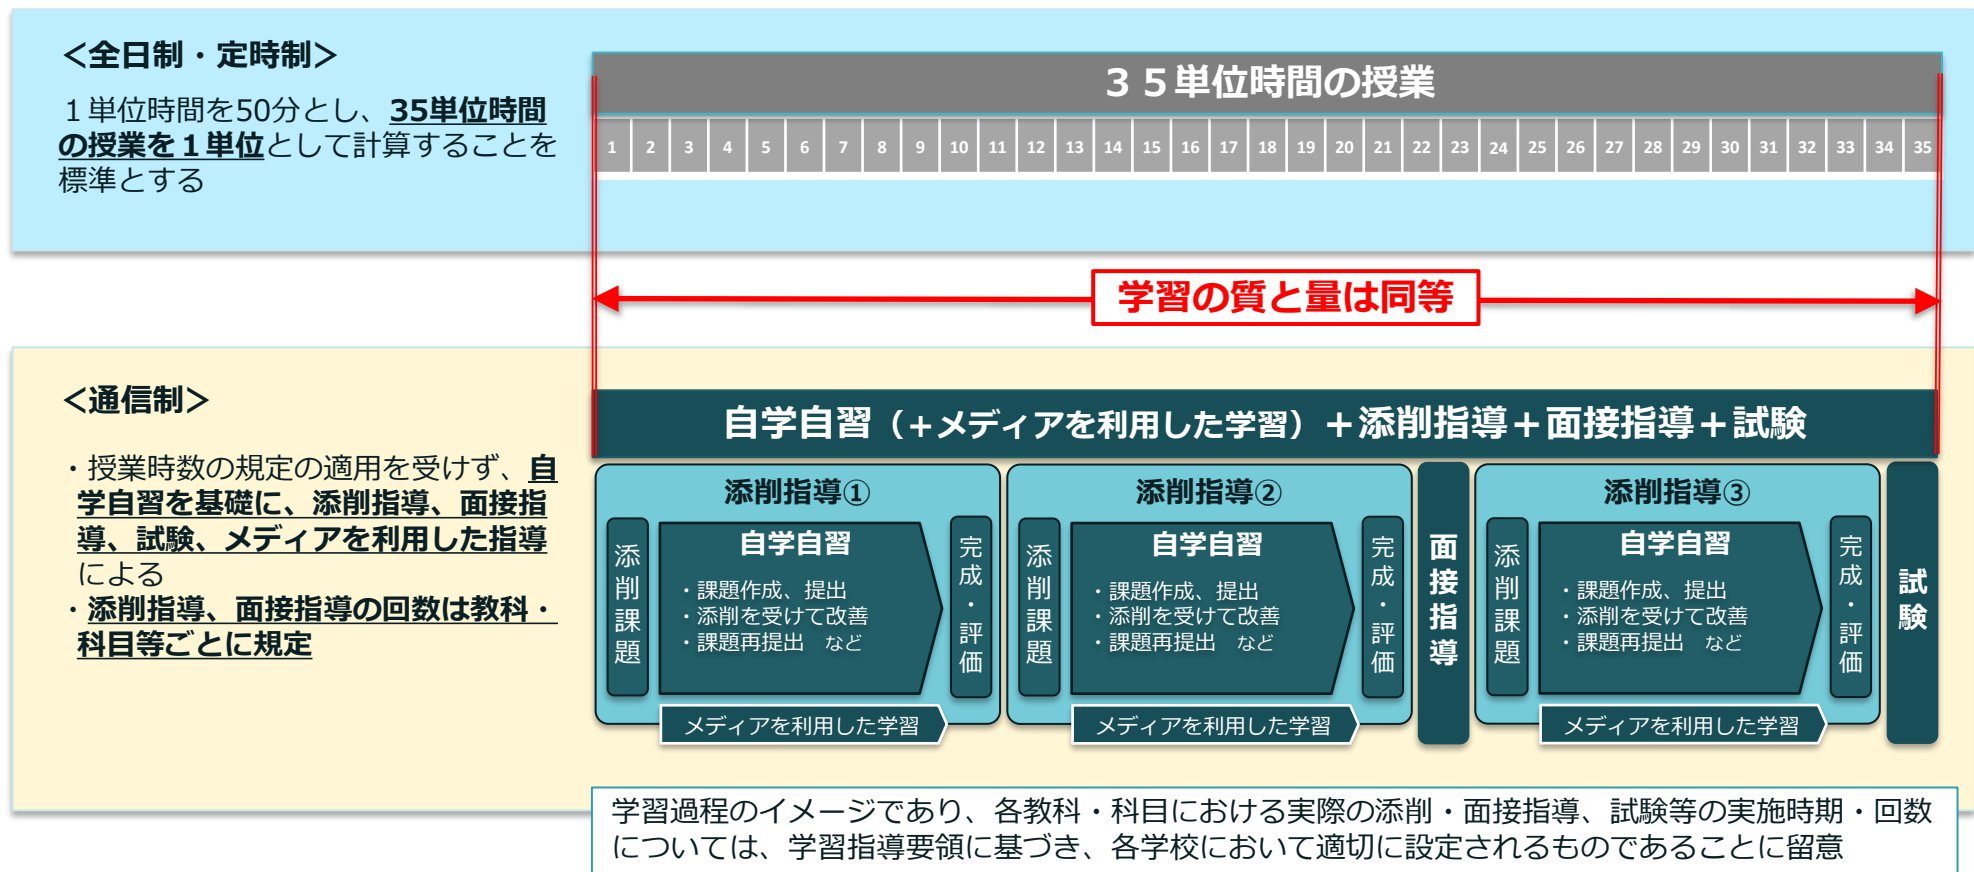 ＜全日制・定時制＞
１単位時間を50分とし、35単位時間
の授業を１単位として計算することを
標準とする
３５単位時間の授業
1 2 3 4 5 6 7 8 9 10 11 12 13 14 15 16 17 18 19 20 21 22 23 24 25 26 27 28 29 30 31 32 33 34 35
学習の質と量は同等
＜通信制＞
・授業時数の規定の適用を受けず、自
学自習を基礎に、添削指導、面接指
導、試験、メディアを利用した指導
による
・添削指導、面接指導の回数は教科・
科目等ごとに規定
自学自習（＋メディアを利用した学習）＋添削指導＋面接指導＋試験
添削指導①
添削課題
自学自習
・課題作成、提出
・添削を受けて改善
・課題再提出　など
完成・評価
メディアを利用した学習
添削指導②
添削課題
自学自習
・課題作成、提出
・添削を受けて改善
・課題再提出　など
完成・評価
メディアを利用した学習
面接指導
添削指導③
添削課題
自学自習
・課題作成、提出
・添削を受けて改善
・課題再提出　など
完成・評価
メディアを利用した学習
試験
学習過程のイメージであり、各教科・科目における実際の添削・面接指導、試験等の実施時期・回数
については、学習指導要領に基づき、各学校において適切に設定されるものであることに留意